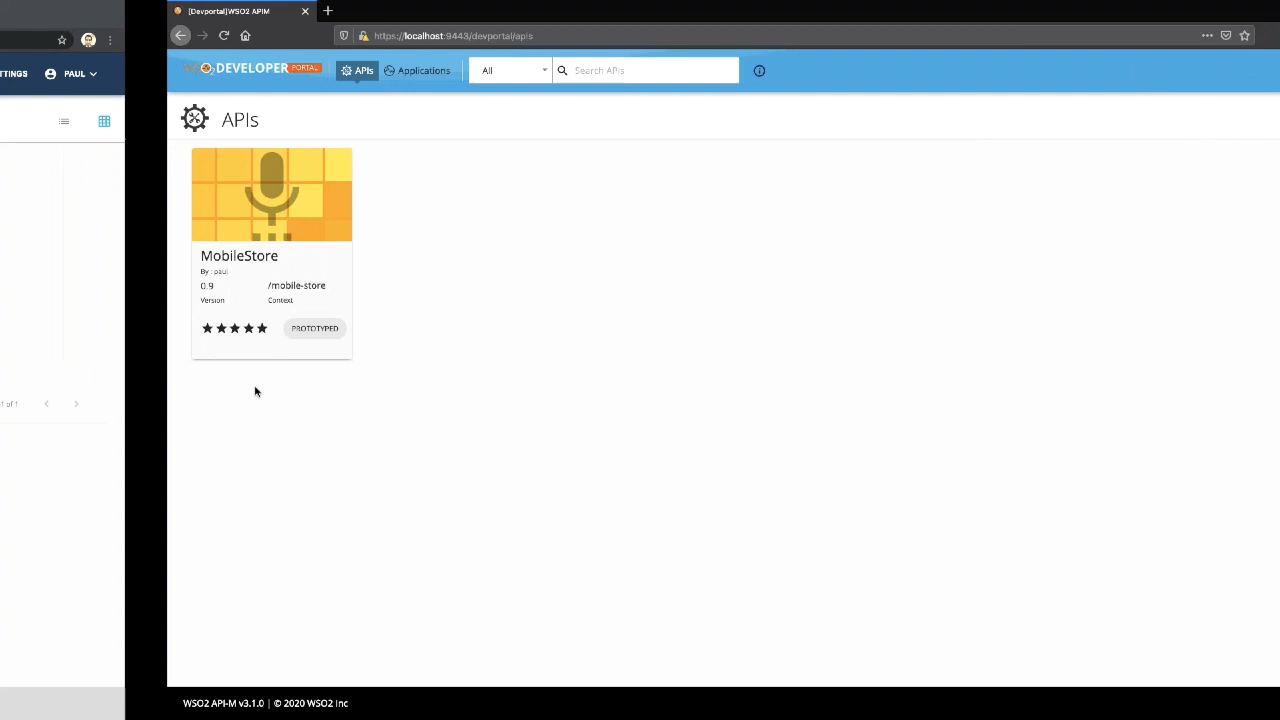 [Devportal]WSO2 APIM
https://localhost:9443/devportal/apis
TTINGS PAUL
DEVELOPER PORTAL
APIs
Applications
All
Search APIs
APIs
MobileStore
By : paul
0.9 /mobile-store
Version Context
PROTOTYPED
1 of 1
WSO2 API-M v3.1.0 | © 2020 WSO2 Inc